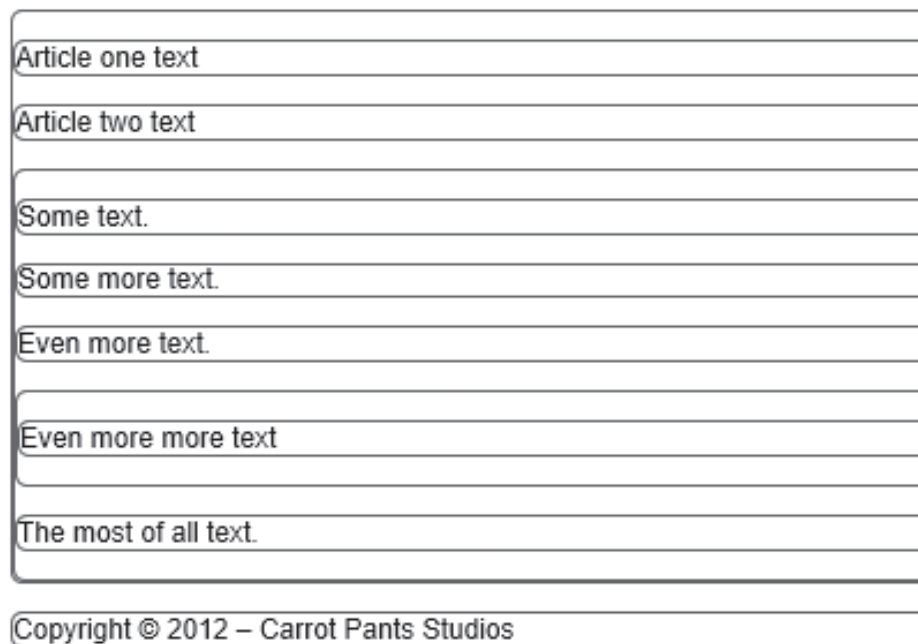 Article one text
Article two text
Some text.
Some more text.
Even more text.
Even more more text
The most of all text.
Copyright © 2012 – Carrot Pants Studios